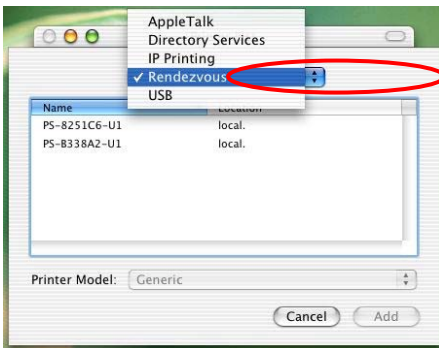 AppleTalk
Directory Services
IP Printing
✓ Rendezvous
USB
Name Location
PS-8251C6-U1 local.
PS-B338A2-U1 local.
Printer Model: Generic
Cancel Add